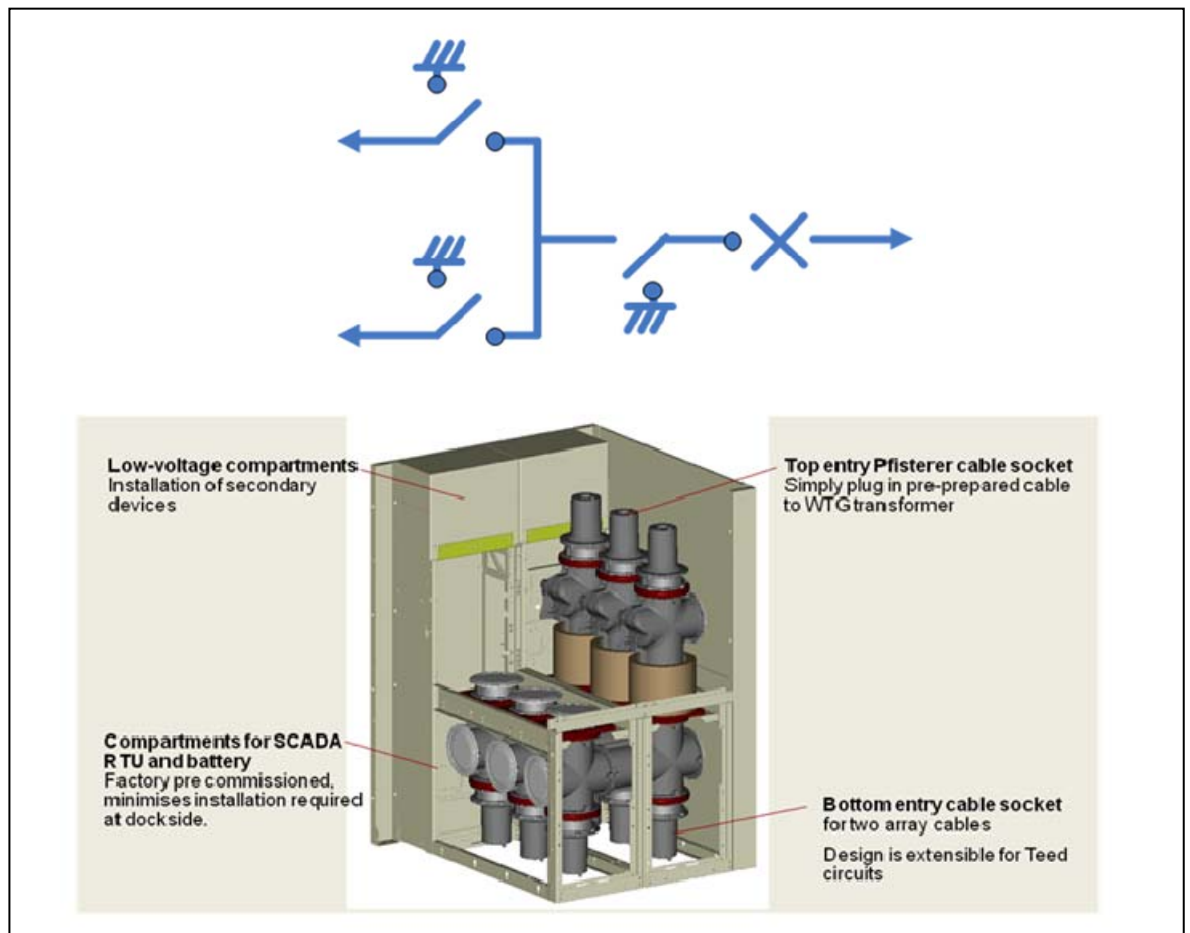 Low-voltage compartments
Installation of secondary
devices
Top entry Pfisterer cable socket
Simply plug in pre-prepared cable
to WTG transformer
Compartments for SCADA
RTU and battery
Factory pre commissioned,
minimises installation required
at dock side.
Bottom entry cable socket
for two array cables
Design is extensible for Teed
circuits